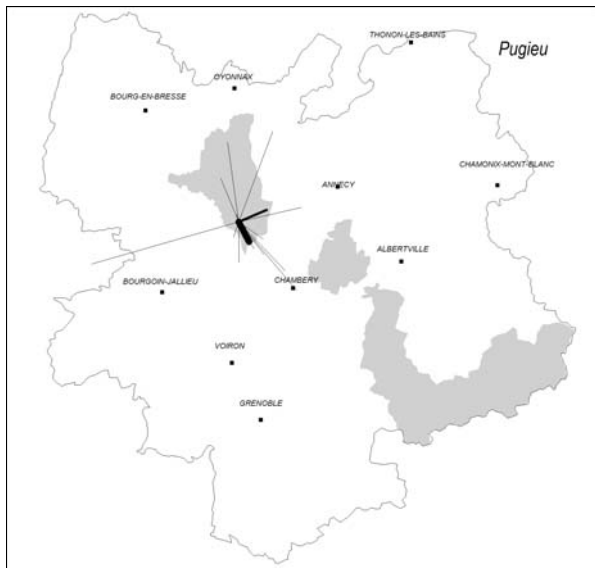 THONON-LES-BAINS
Pugieu
OYONNAX
BOURG-EN-BRESSE
CHAMONIX-MONT-BLANC
ANNECY
ALBERTVILLE
BOURGOIN-JALLIEU
CHAMBERY
VOIRON
GRENOBLE